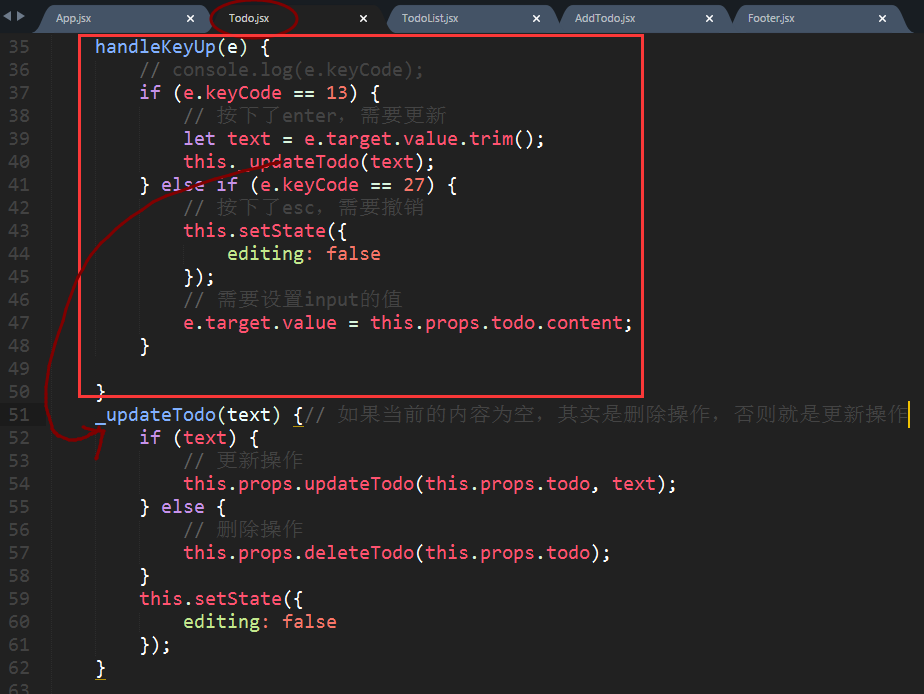 App.jsx × Todo.jsx × TodoList.jsx × AddTodo.jsx × Footer.jsx ×
35 handleKeyUp(e) {
36 // console.log(e.keyCode);
37 if (e.keyCode == 13) {
38 // 按下了enter，需要更新
39 let text = e.target.value.trim();
40 this._updateTodo(text);
41 } else if (e.keyCode == 27) {
42 // 按下了esc，需要撤销
43 this.setState({
44 editing: false
45 });
46 // 需要设置input的值
47 e.target.value = this.props.todo.content;
48 }
49
50 }
51 _updateTodo(text) {// 如果当前的内容为空，其实是删除操作，否则就是更新操作
52 if (text) {
53 // 更新操作
54 this.props.updateTodo(this.props.todo, text);
55 } else {
56 // 删除操作
57 this.props.deleteTodo(this.props.todo);
58 }
59 this.setState({
60 editing: false
61 });
62 }
63